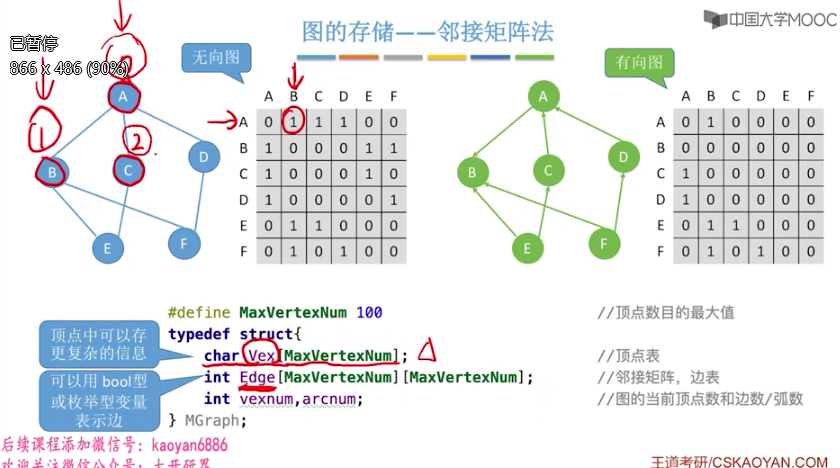 已暂停
866 x 486 (90%)
图的存储——邻接矩阵法
中国大学MOOC
无向图
有向图
0
1
2
A
B
C
D
E
F
A B C D E F
A 0 1 1 1 0 0
B 1 0 0 0 1 1
C 1 0 0 0 1 0
D 1 0 0 0 0 1
E 0 1 1 0 0 0
F 0 1 0 1 0 0
A
B
C
D
E
F
A B C D E F
A 0 1 0 0 0 0
B 0 0 0 0 0 0
C 1 0 0 0 0 0
D 1 0 0 0 0 0
E 0 1 1 0 0 0
F 0 1 0 1 0 0
#define MaxVertexNum 100 //顶点数目的最大值
typedef struct{
char Vex[MaxVertexNum]; //顶点表
int Edge[MaxVertexNum][MaxVertexNum]; //邻接矩阵，边表
int vexnum,arcnum; //图的当前顶点数和边数/弧数
} MGraph;
顶点中可以存
更复杂的信息
可以用 bool型
或枚举型变量
表示边
后续课程添加微信号：kaoyan6886
王道考研/CSKAOYAN.COM